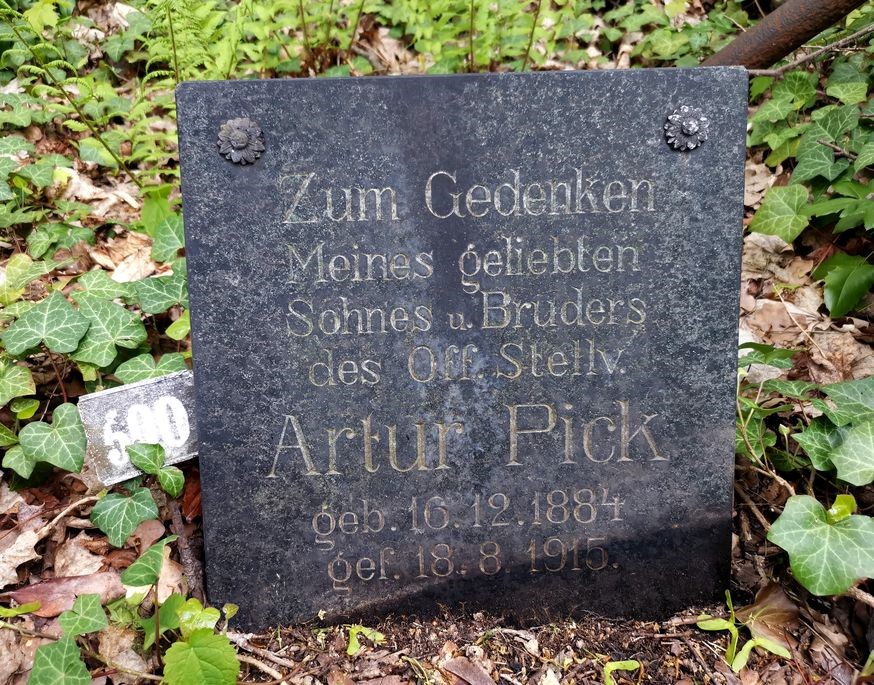 Zum Gedenken
Meines geliebten
Sohnes u. Bruders
des Off. Stellv.
Artur Pick
geb. 16.12.1884
gef. 18.8.1915.